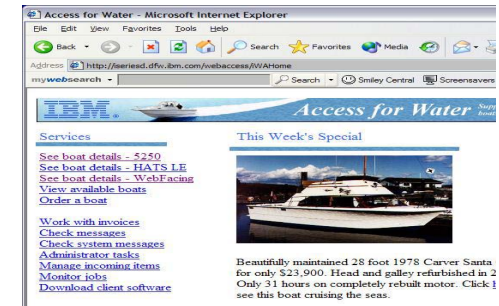 Access for Water - Microsoft Internet Explorer
File Edit View Favorites Tools Help
Back Search Favorites Media
Address http://iseriesd.dfw.ibm.com/webaccess/iWAHome
mywebsearch Search Smiley Central Screensavers
IBM. Access for Water
Services
This Week's Special
See boat details - 5250
See boat details - HATS LE
See boat details - WebFacing
View available boats
Order a boat
Work with invoices
Check messages
Check system messages
Administrator tasks
Manage incoming items
Monitor jobs
Download client software
Beautifully maintained 28 foot 1978 Carver Santa
for only $23,900. Head and galley refurbished in 2
Only 31 hours on completely rebuilt motor. Click
see this boat cruising the seas.